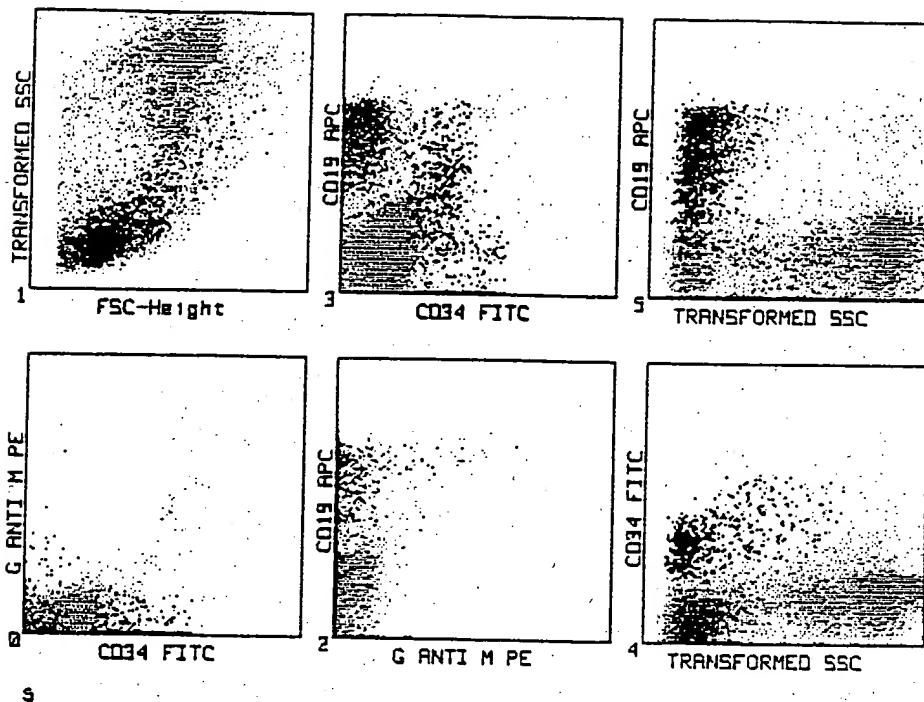 TRANSFORMED SSC
1
FSC-Height
CD19 APC
3
CD34 FITC
CD19 APC
5
TRANSFORMED SSC
G ANTI M PE
0
CD34 FITC
CD19 APC
2
G ANTI M PE
CD34 FITC
4
TRANSFORMED SSC
s